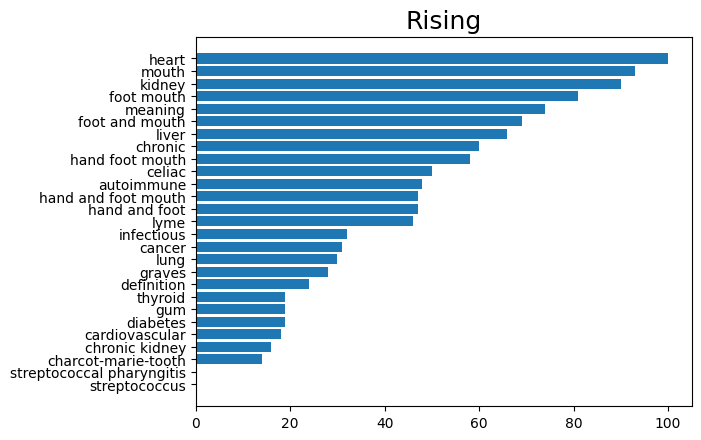 Rising
heart
mouth
kidney
foot mouth
meaning
foot and mouth
liver
chronic
hand foot mouth
celiac
autoimmune
hand and foot mouth
hand and foot
lyme
infectious
cancer
lung
graves
definition
thyroid
gum
diabetes
cardiovascular
chronic kidney
charcot-marie-tooth
streptococcal pharyngitis
streptococcus
0 20 40 60 80 100